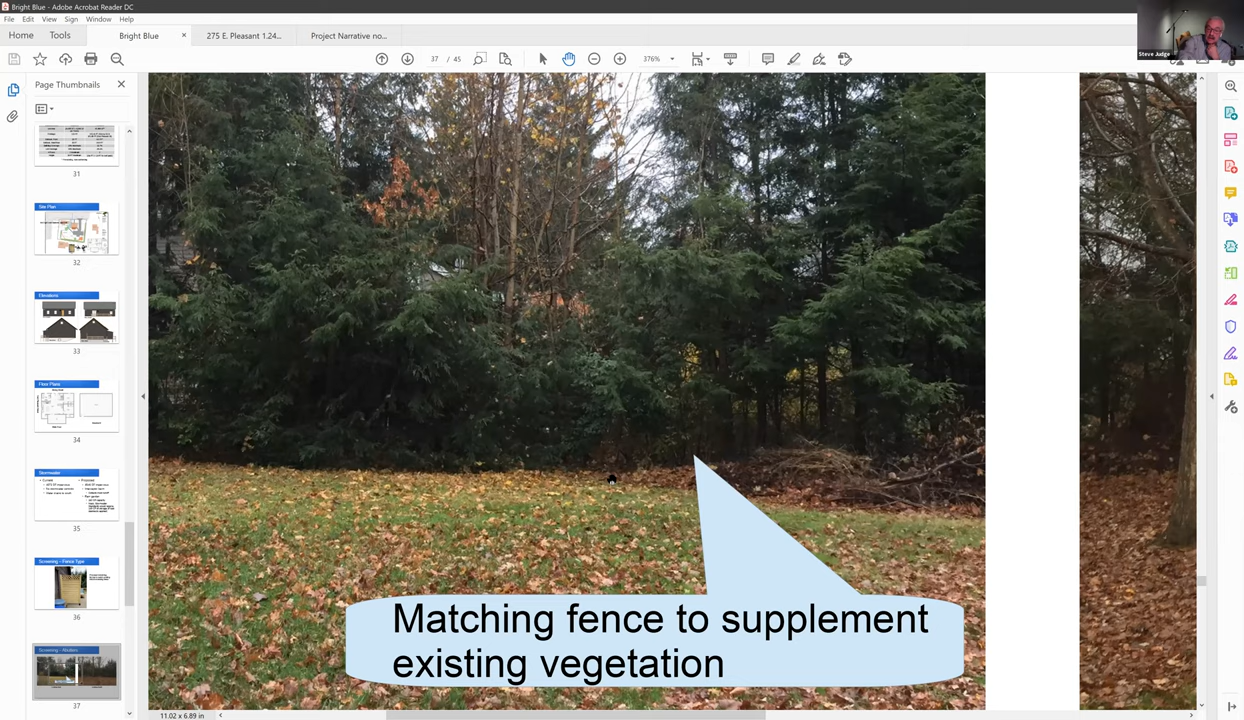 Bright Blue - Adobe Acrobat Reader DC
File Edit View Sign Window Help
Home Tools Bright Blue × 275 E. Pleasant 1.24... Project Narrative no...
37 / 45
376%
Steve Judge
Page Thumbnails
31
Site Plan
32
Elevations
33
Floor Plans
34
Stormwater
35
Screening - Fence Type
36
Screening - Abutters
37
Matching fence to supplement
existing vegetation
11.02 x 6.89 in